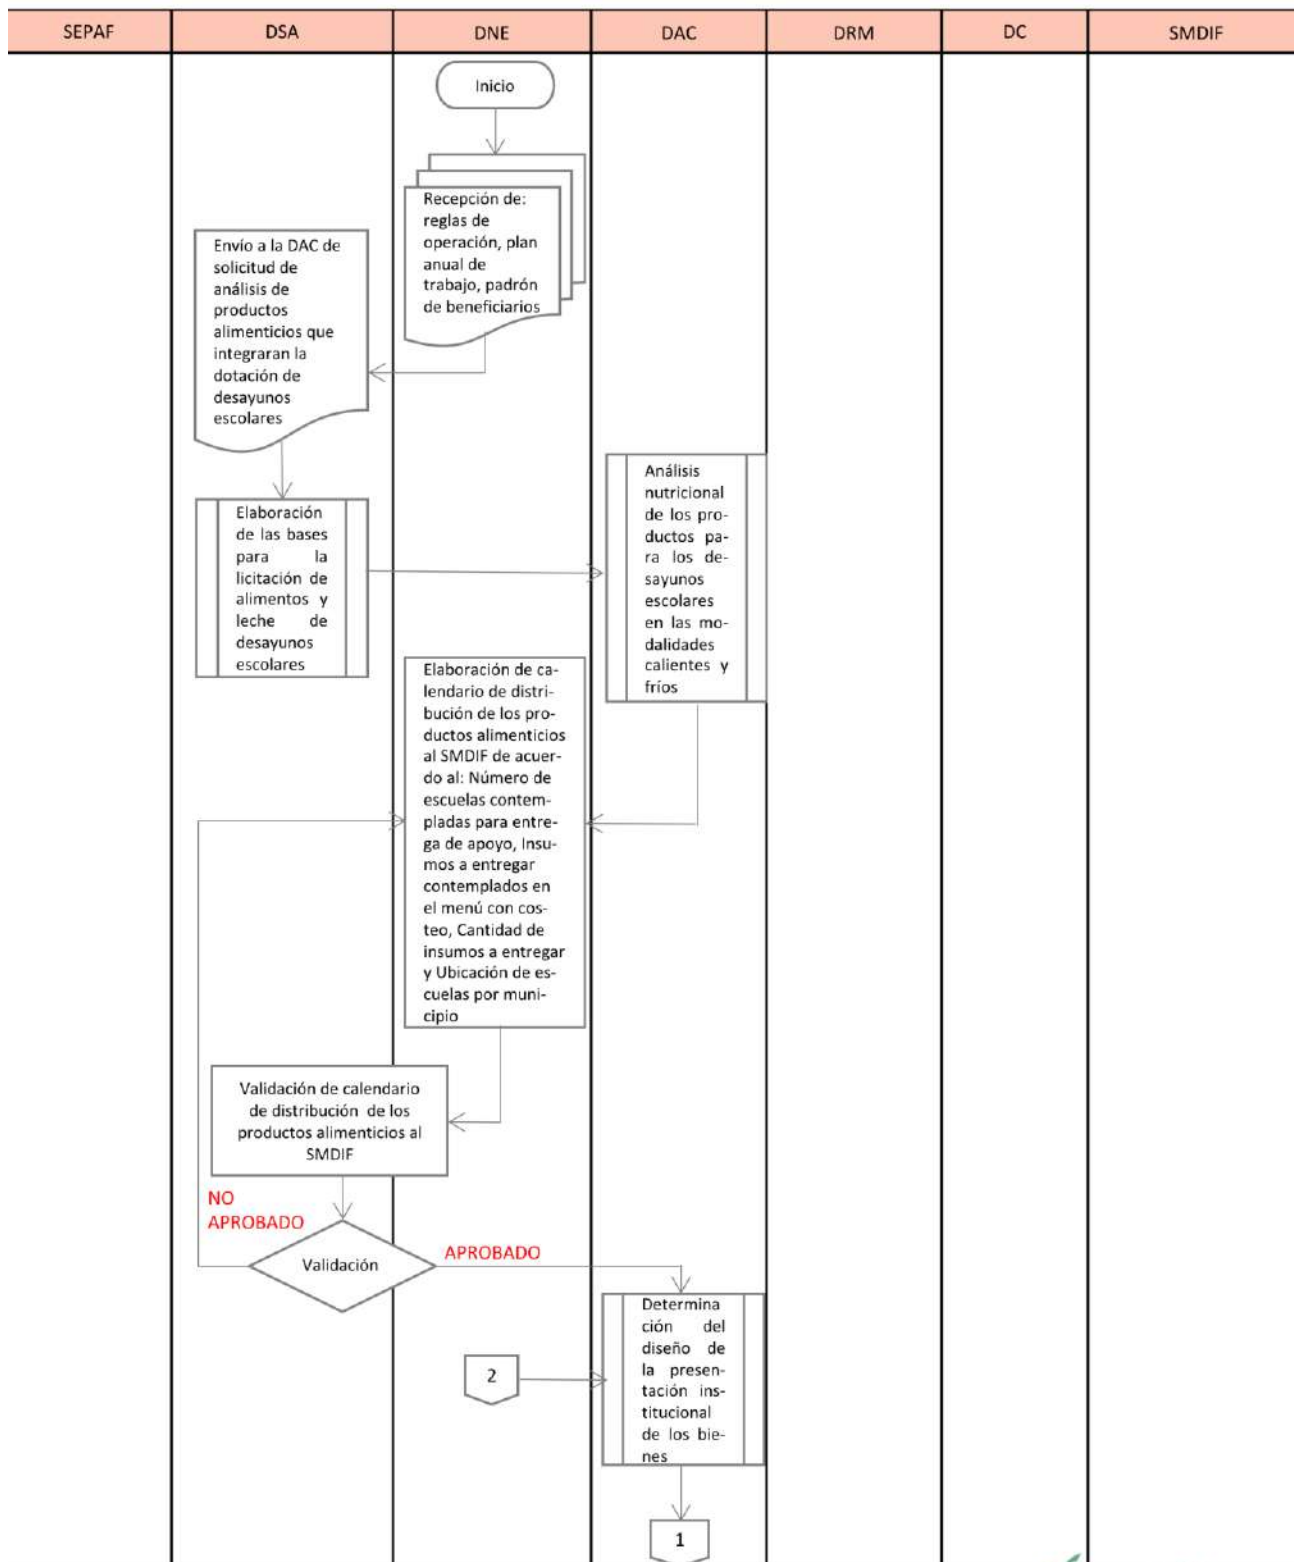 SEPAF DSA DNE DAC DRM DC SMDIF
Inicio
Recepción de:
reglas de
operación, plan
anual de
trabajo, padrón
de beneficiarios
Envío a la DAC de
solicitud de
análisis de
productos
alimenticios que
integraran la
dotación de
desayunos
escolares
Elaboración
de las bases
para la
licitación de
alimentos y
leche de
desayunos
escolares
Análisis
nutricional
de los pro-
ductos pa-
ra los de-
sayunos
escolares
en las mo-
dalidades
calientes y
fríos
Elaboración de ca-
lendario de distri-
bución de los pro-
ductos alimenticios
al SMDIF de acuer-
do al: Número de
escuelas contem-
pladas para entre-
ga de apoyo, Insu-
mos a entregar
contemplados en
el menú con cos-
teo, Cantidad de
insumos a entregar
y Ubicación de es-
cuelas por muni-
cipio
Validación de calendario
de distribución de los
productos alimenticios al
SMDIF
NO
APROBADO
Validación
APROBADO
Determina
ción del
diseño de
la presen-
tación ins-
titucional
de los bie-
nes
2
1